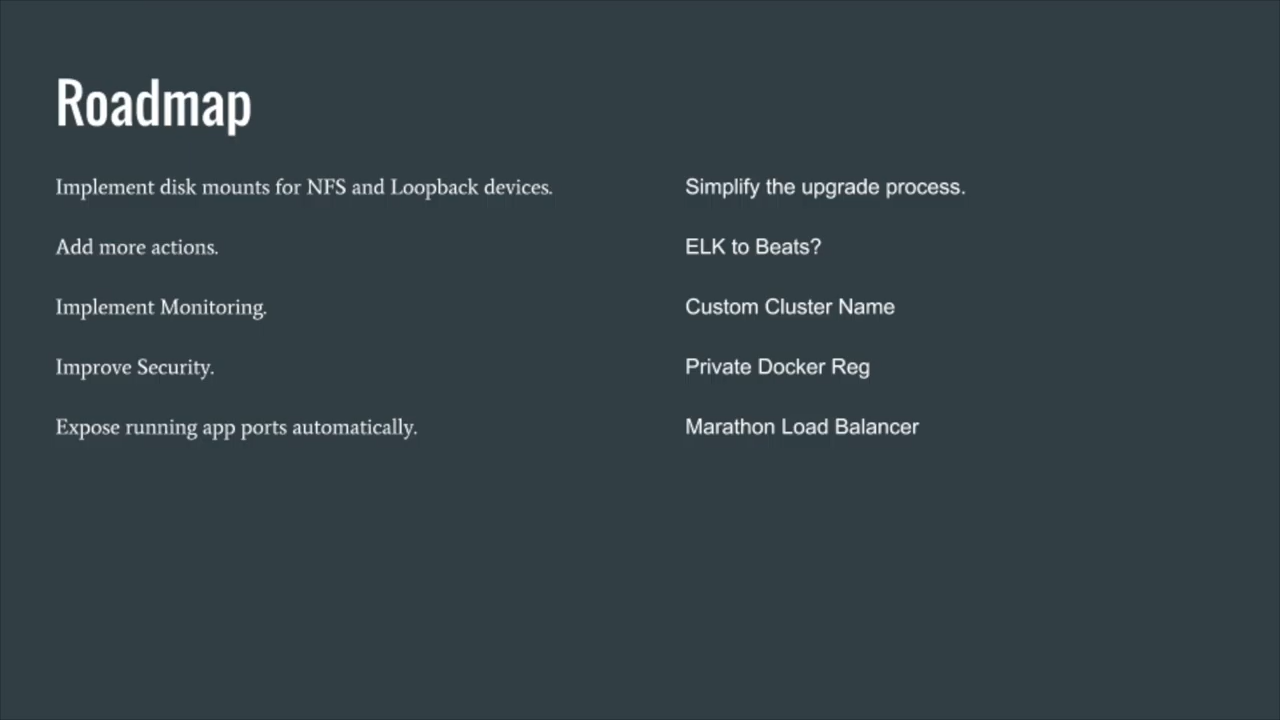 Roadmap
Implement disk mounts for NFS and Loopback devices.
Add more actions.
Implement Monitoring.
Improve Security.
Expose running app ports automatically.
Simplify the upgrade process.
ELK to Beats?
Custom Cluster Name
Private Docker Reg
Marathon Load Balancer